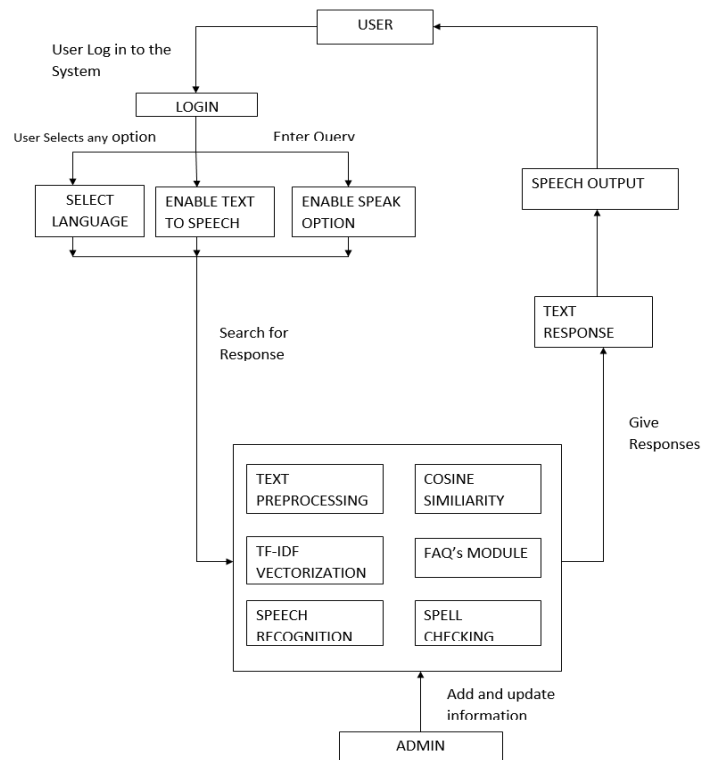 USER
User Log in to the
System
LOGIN
User Selects any option
Enter Query
SELECT
LANGUAGE
ENABLE TEXT
TO SPEECH
ENABLE SPEAK
OPTION
SPEECH OUTPUT
TEXT
RESPONSE
Search for
Response
Give
Responses
TEXT
PREPROCESSING
COSINE
SIMILIARITY
TF-IDF
VECTORIZATION
FAQ's MODULE
SPEECH
RECOGNITION
SPELL
CHECKING
Add and update
information
ADMIN